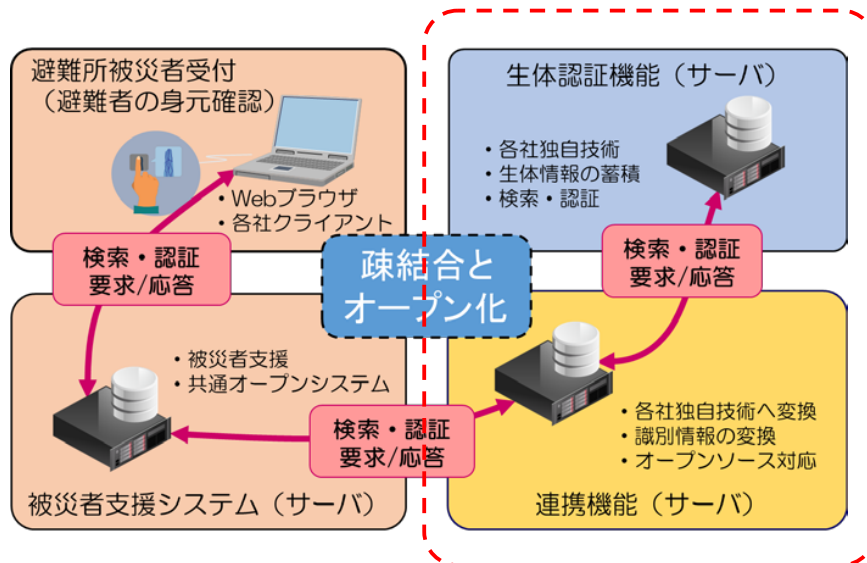 避難所被災者受付
(避難者の身元確認)
・Webブラウザ
・各社クライアント
生体認証機能(サーバ)
・各社独自技術
・生体情報の蓄積
・検索・認証
検索・認証
要求/応答
疎結合と
オープン化
検索・認証
要求/応答
・被災者支援
・共通オープンシステム
検索・認証
要求/応答
・各社独自技術へ変換
・識別情報の変換
・オープンソース対応
被災者支援システム(サーバ)
連携機能(サーバ)